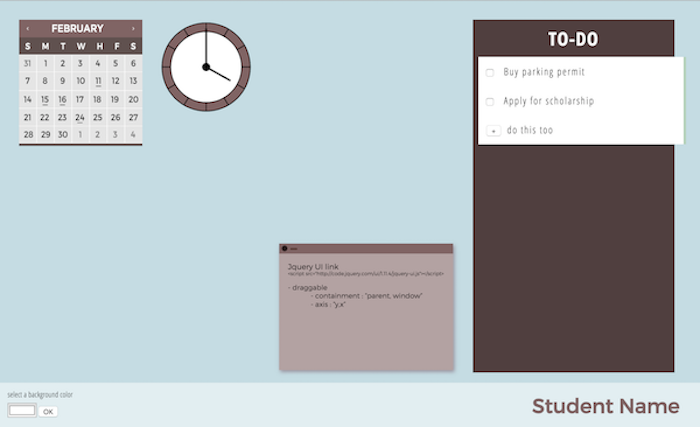 ‹ FEBRUARY ›
S M T W H F S
31 1 2 3 4 5 6
7 8 9 10 11 12 13
14 15 16 17 18 19 20
21 22 23 24 25 26 27
28 29 30 1 2 3 4
TO-DO
Buy parking permit
Apply for scholarship
+ do this too
Jquery UI link
<script src="http://code.jquery.com/ui/1.11.4/jquery-ui.js"></script>
- draggable
- containment : "parent, window"
- axis : "y,x"
select a background color
OK
Student Name